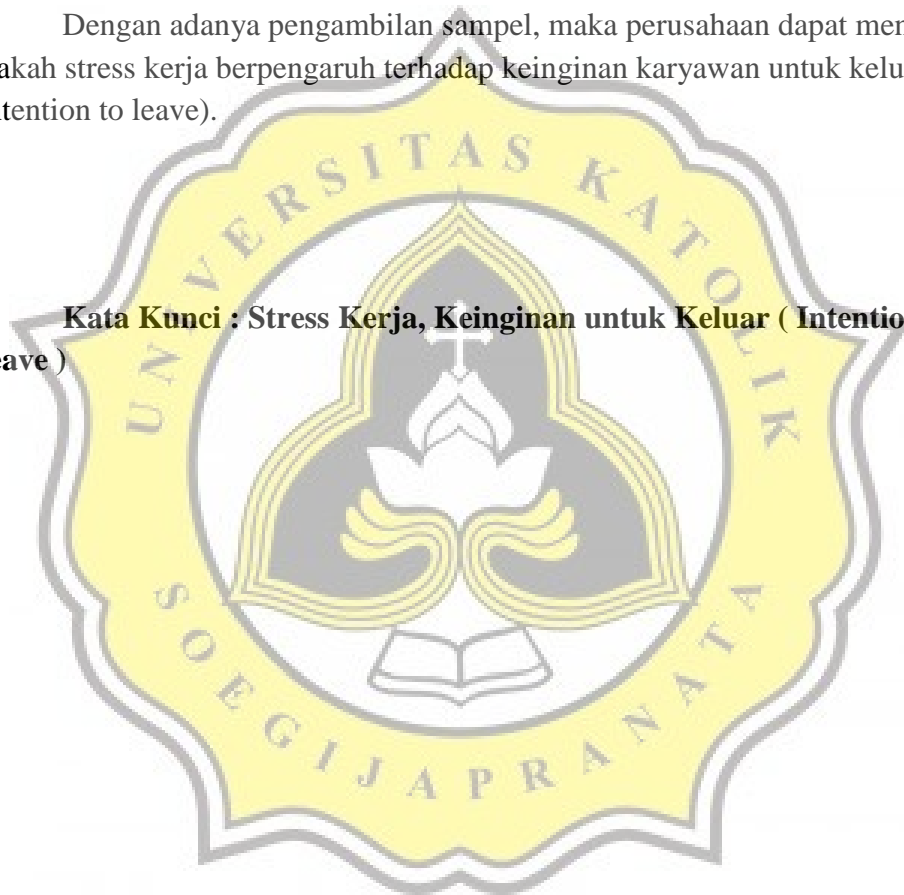 Dengan adanya pengambilan sampel, maka perusahaan dapat men
akah stress kerja berpengaruh terhadap keinginan karyawan untuk kelu
tention to leave).
Kata Kunci : Stress Kerja, Keinginan untuk Keluar ( Intentio
eave )
UNIVERSITAS KATOLIK
SOEGIJAPRANATA